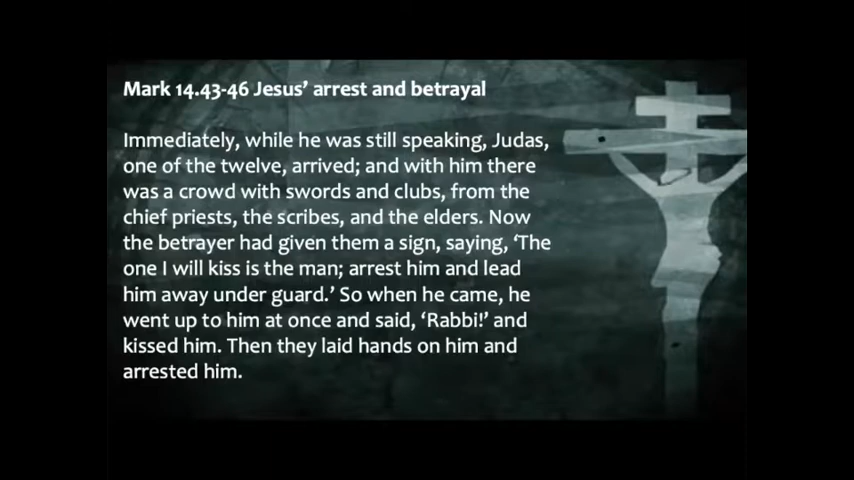 Mark 14.43-46 Jesus’ arrest and betrayal
Immediately, while he was still speaking, Judas,
one of the twelve, arrived; and with him there
was a crowd with swords and clubs, from the
chief priests, the scribes, and the elders. Now
the betrayer had given them a sign, saying, ‘The
one I will kiss is the man; arrest him and lead
him away under guard.’ So when he came, he
went up to him at once and said, ‘Rabbi!’ and
kissed him. Then they laid hands on him and
arrested him.